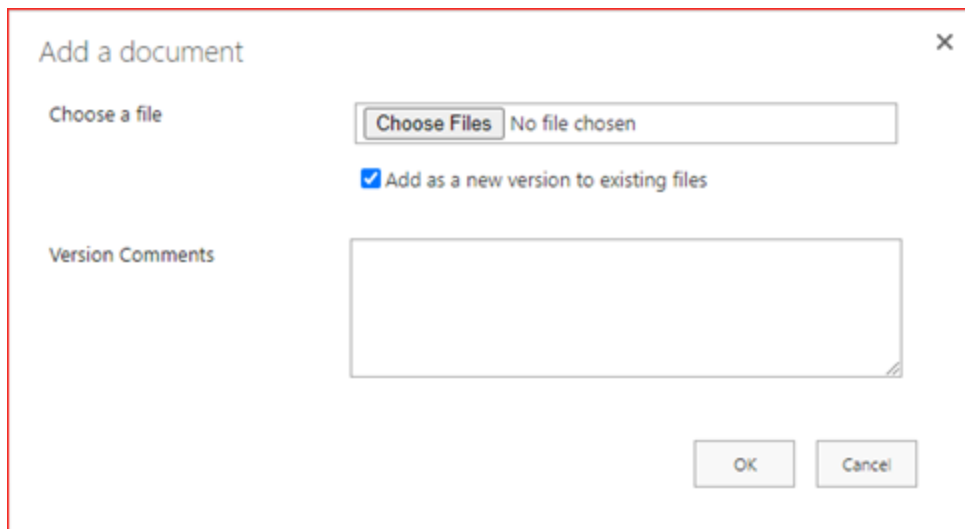 Add a document
Choose a file
Choose Files No file chosen
Add as a new version to existing files
Version Comments
OK
Cancel